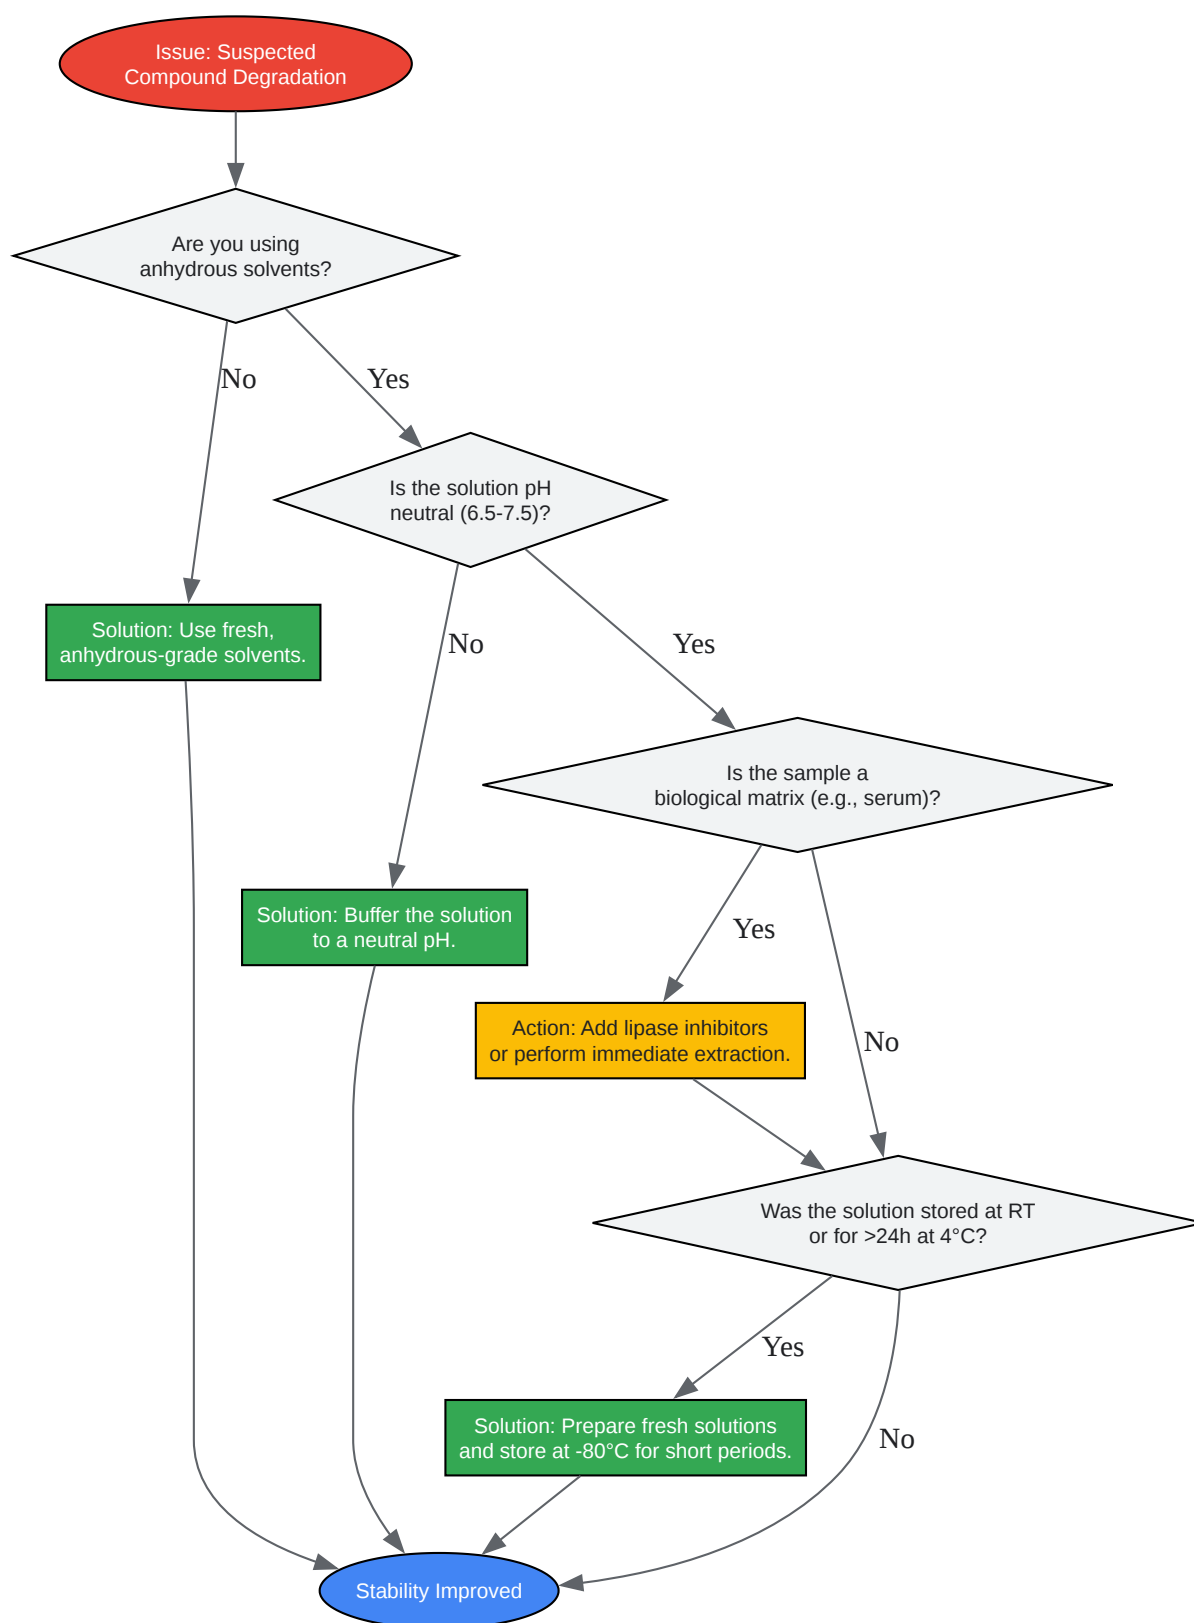 Issue: Suspected
Compound Degradation
Are you using
anhydrous solvents?
No
Yes
Is the solution pH
neutral (6.5-7.5)?
Solution: Use fresh,
anhydrous-grade solvents.
No
Yes
Is the sample a
biological matrix (e.g., serum)?
Solution: Buffer the solution
to a neutral pH.
Yes
Action: Add lipase inhibitors
or perform immediate extraction.
No
Was the solution stored at RT
or for >24h at 4°C?
Yes
Solution: Prepare fresh solutions
and store at -80°C for short periods.
No
Stability Improved